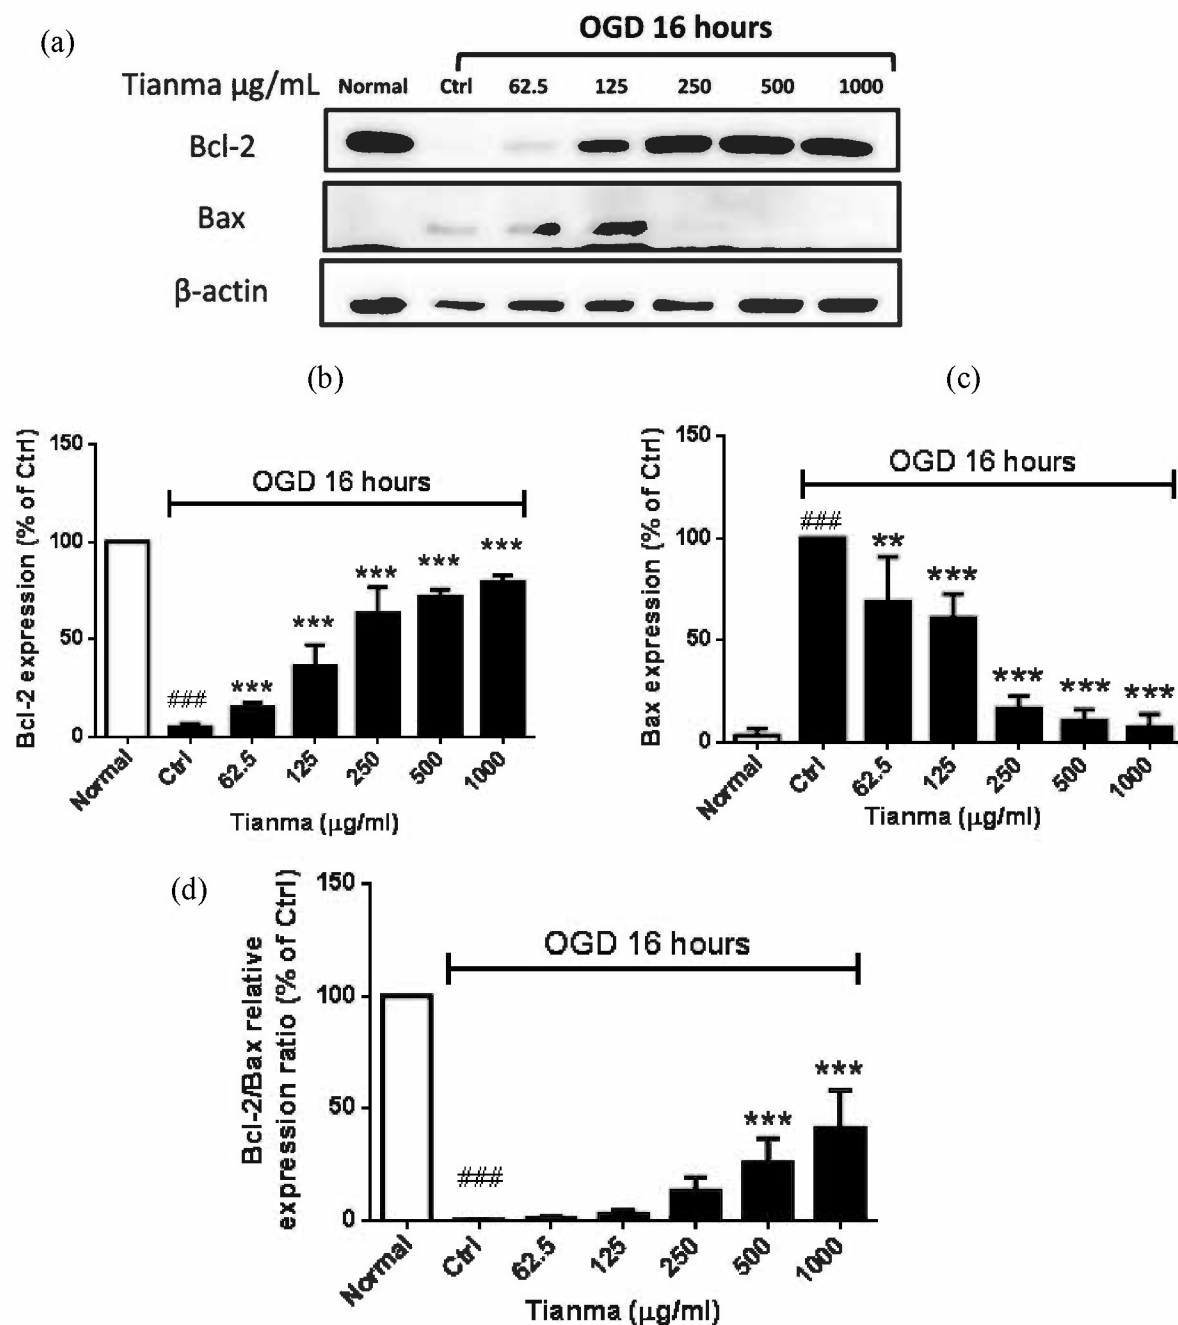 (a)
OGD 16 hours
Tianma µg/mL Normal Ctrl 62.5 125 250 500 1000
Bcl-2
Bax
β-actin
(b)
Bcl-2 expression (% of Ctrl)
150
100
50
0
OGD 16 hours
###
***
***
***
***
***
Normal Ctrl 62.5 125 250 500 1000
Tianma (µg/ml)
(c)
Bax expression (% of Ctrl)
150
100
50
0
OGD 16 hours
###
**
***
***
***
***
Normal Ctrl 62.5 125 250 500 1000
Tianma (µg/ml)
(d)
Bcl-2/Bax relative
expression ratio (% of Ctrl)
150
100
50
0
OGD 16 hours
###
***
***
Normal Ctrl 62.5 125 250 500 1000
Tianma (µg/ml)